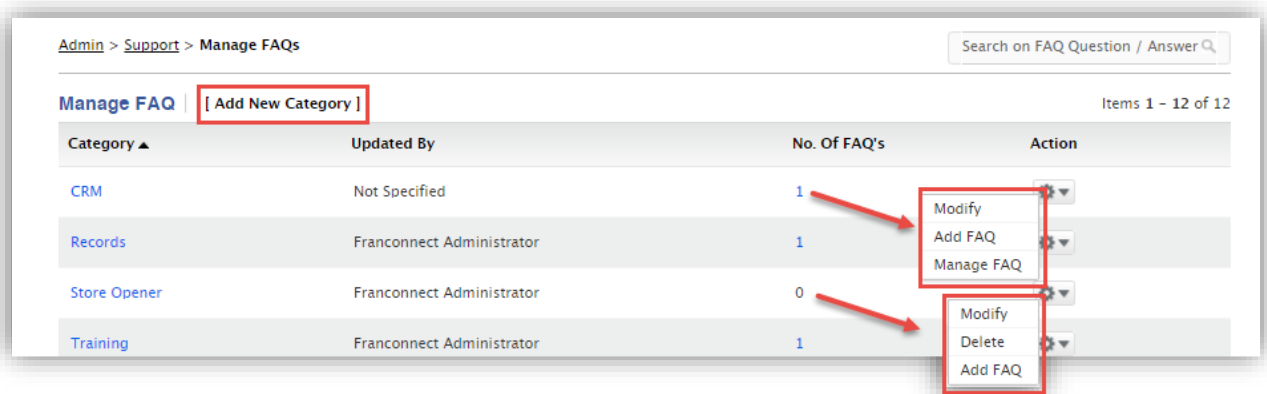 Admin > Support > Manage FAQs
Search on FAQ Question / Answer
Manage FAQ [ Add New Category ]
Items 1 – 12 of 12
Category Updated By No. Of FAQ's Action
CRM Not Specified 1
Modify
Add FAQ
Manage FAQ
Records Franconnect Administrator 1
Store Opener Franconnect Administrator 0
Modify
Delete
Add FAQ
Training Franconnect Administrator 1